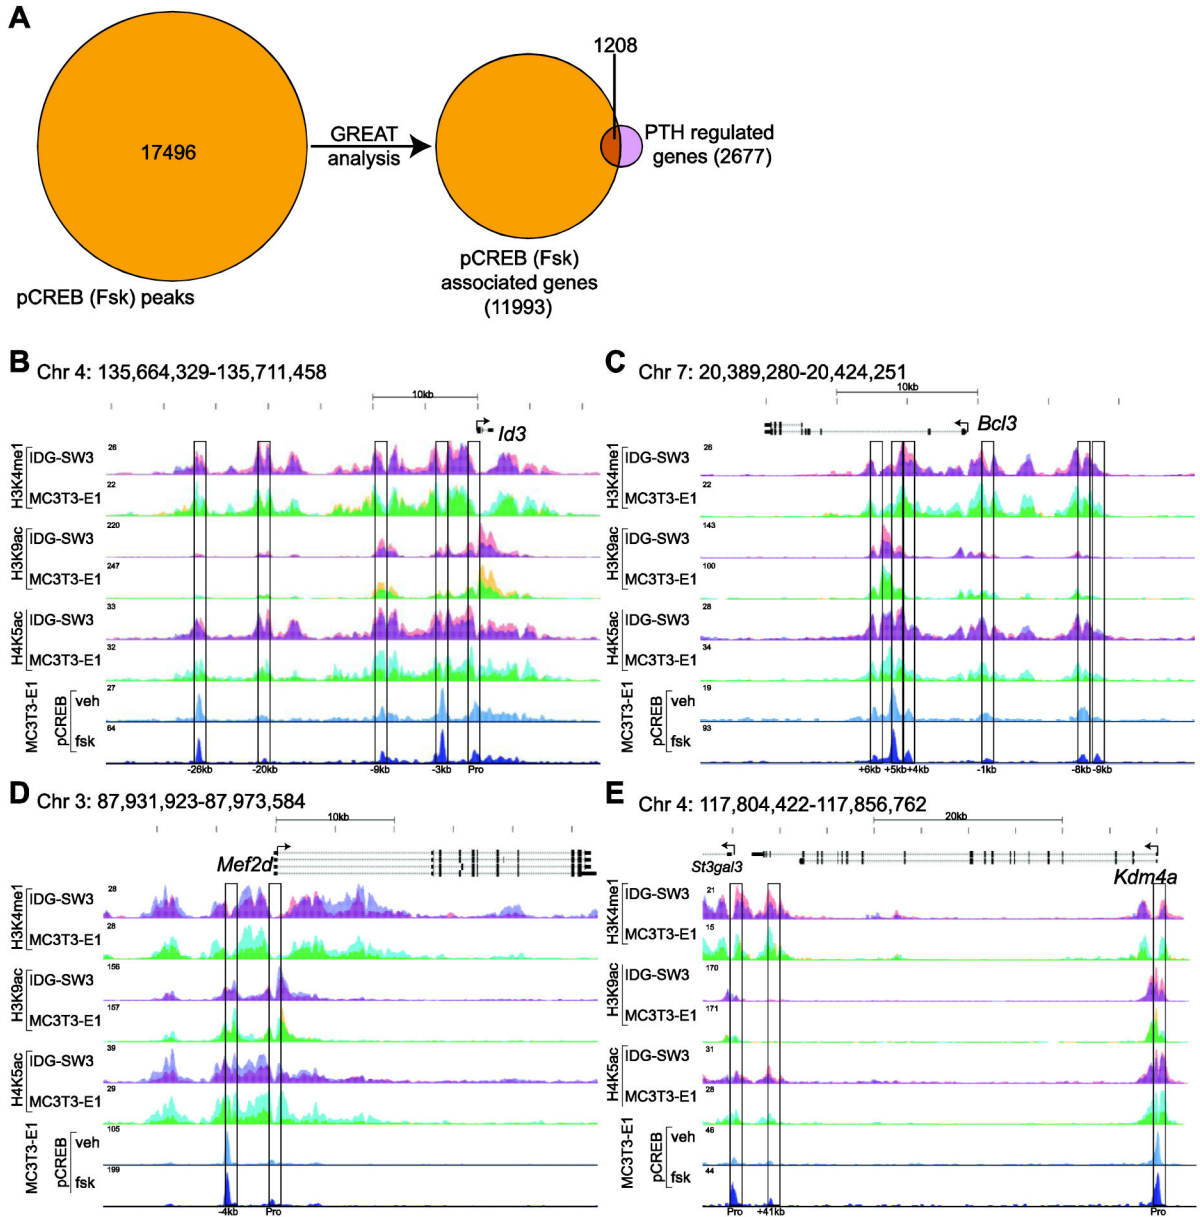 A
1208
17496
GREAT
analysis
PTH regulated
genes (2677)
pCREB (Fsk) peaks
pCREB (Fsk)
associated genes
(11993)
B
Chr 4: 135,664,329-135,711,458
10kb
Id3
H3K4me1
IDG-SW3
26
MC3T3-E1
22
H3K9ac
IDG-SW3
220
MC3T3-E1
247
H4K5ac
IDG-SW3
33
MC3T3-E1
32
MC3T3-E1
pCREB
veh
27
fsk
64
-26kb
-20kb
-9kb
-3kb
Pro
C
Chr 7: 20,389,280-20,424,251
10kb
Bcl3
H3K4me1
IDG-SW3
26
MC3T3-E1
22
H3K9ac
IDG-SW3
143
MC3T3-E1
100
H4K5ac
IDG-SW3
28
MC3T3-E1
34
MC3T3-E1
pCREB
veh
19
fsk
93
+6kb
+5kb
+4kb
-1kb
-8kb
-9kb
D
Chr 3: 87,931,923-87,973,584
10kb
Mef2d
H3K4me1
IDG-SW3
28
MC3T3-E1
28
H3K9ac
IDG-SW3
156
MC3T3-E1
157
H4K5ac
IDG-SW3
39
MC3T3-E1
29
MC3T3-E1
pCREB
veh
105
fsk
199
-4kb
Pro
E
Chr 4: 117,804,422-117,856,762
20kb
St3gal3
Kdm4a
H3K4me1
IDG-SW3
21
MC3T3-E1
15
H3K9ac
IDG-SW3
170
MC3T3-E1
171
H4K5ac
IDG-SW3
31
MC3T3-E1
28
MC3T3-E1
pCREB
veh
46
fsk
44
Pro
+41kb
Pro